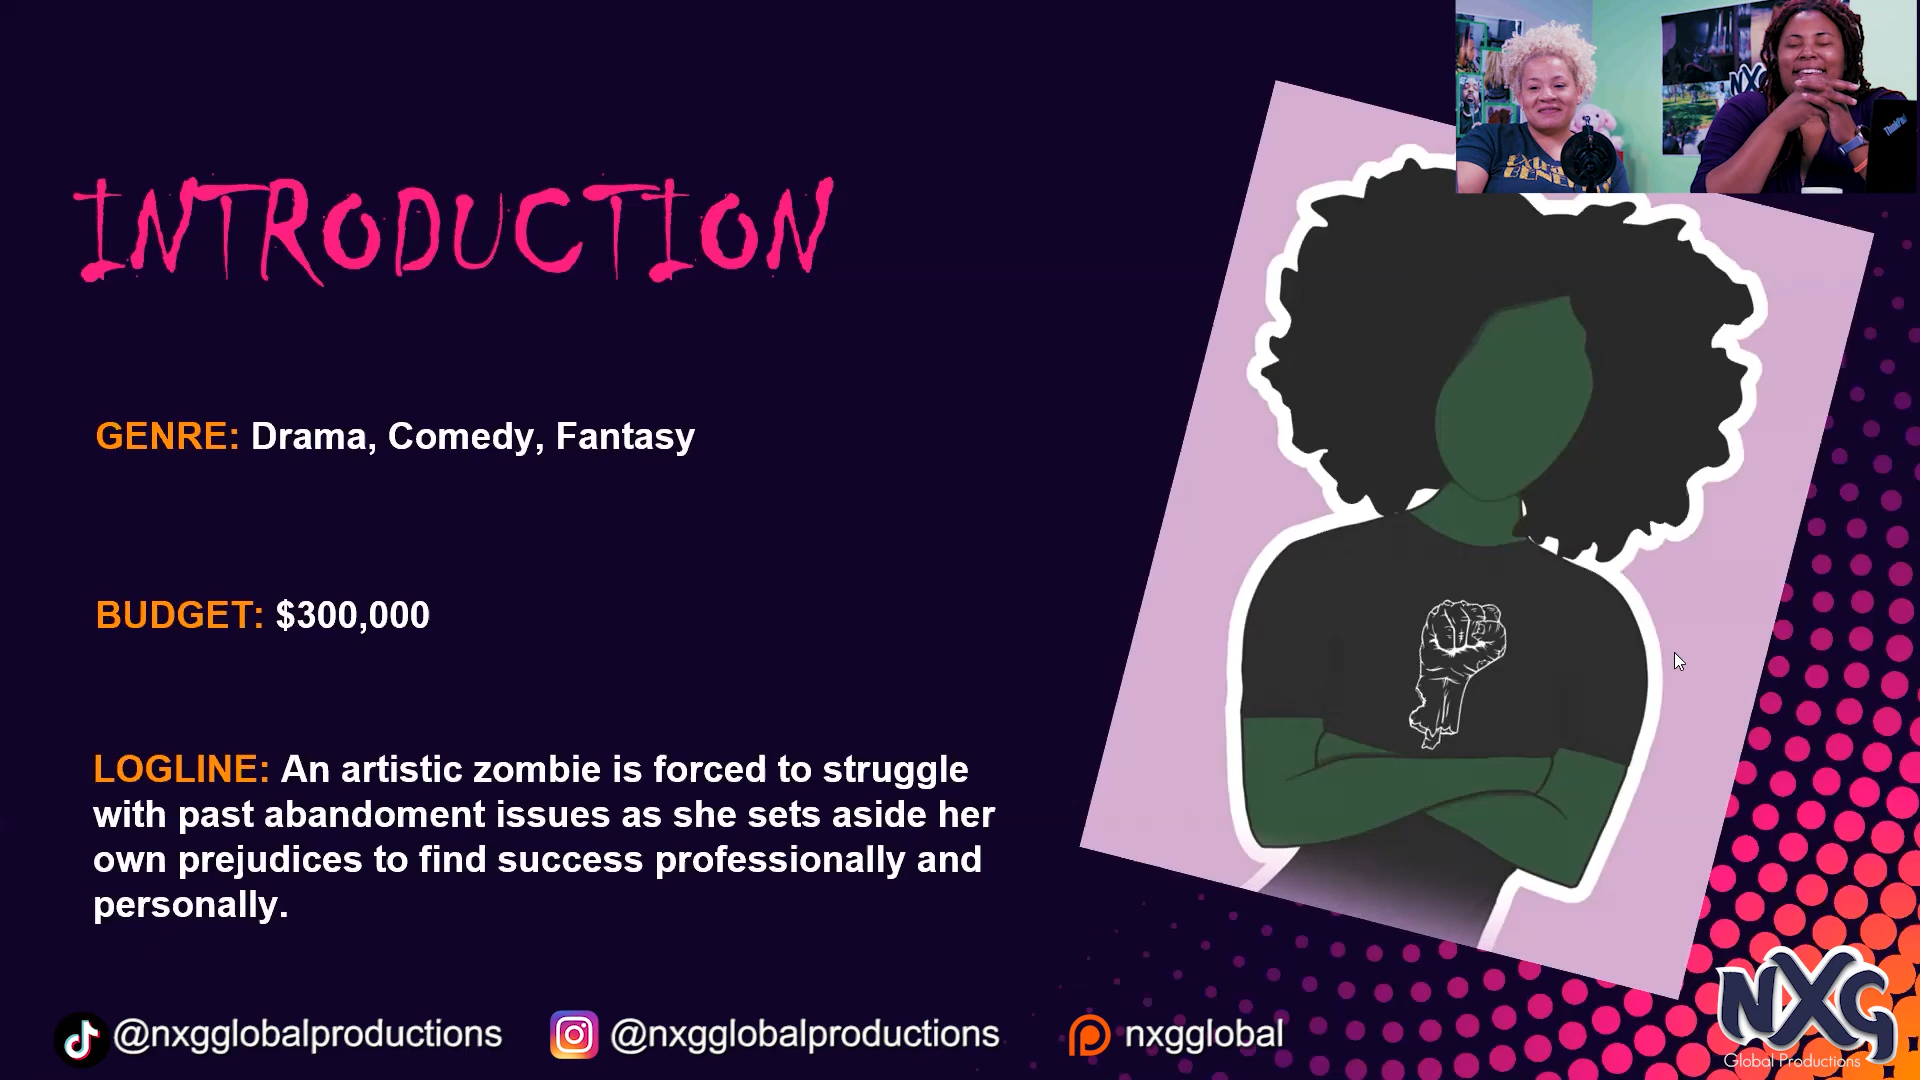 INTRODUCTION
GENRE: Drama, Comedy, Fantasy
BUDGET: $300,000
LOGLINE: An artistic zombie is forced to struggle
with past abandoment issues as she sets aside her
own prejudices to find success professionally and
personally.
@nxgglobalproductions
@nxgglobalproductions
nxgglobal
NXG
Global Productions
NXG
ThinkPad